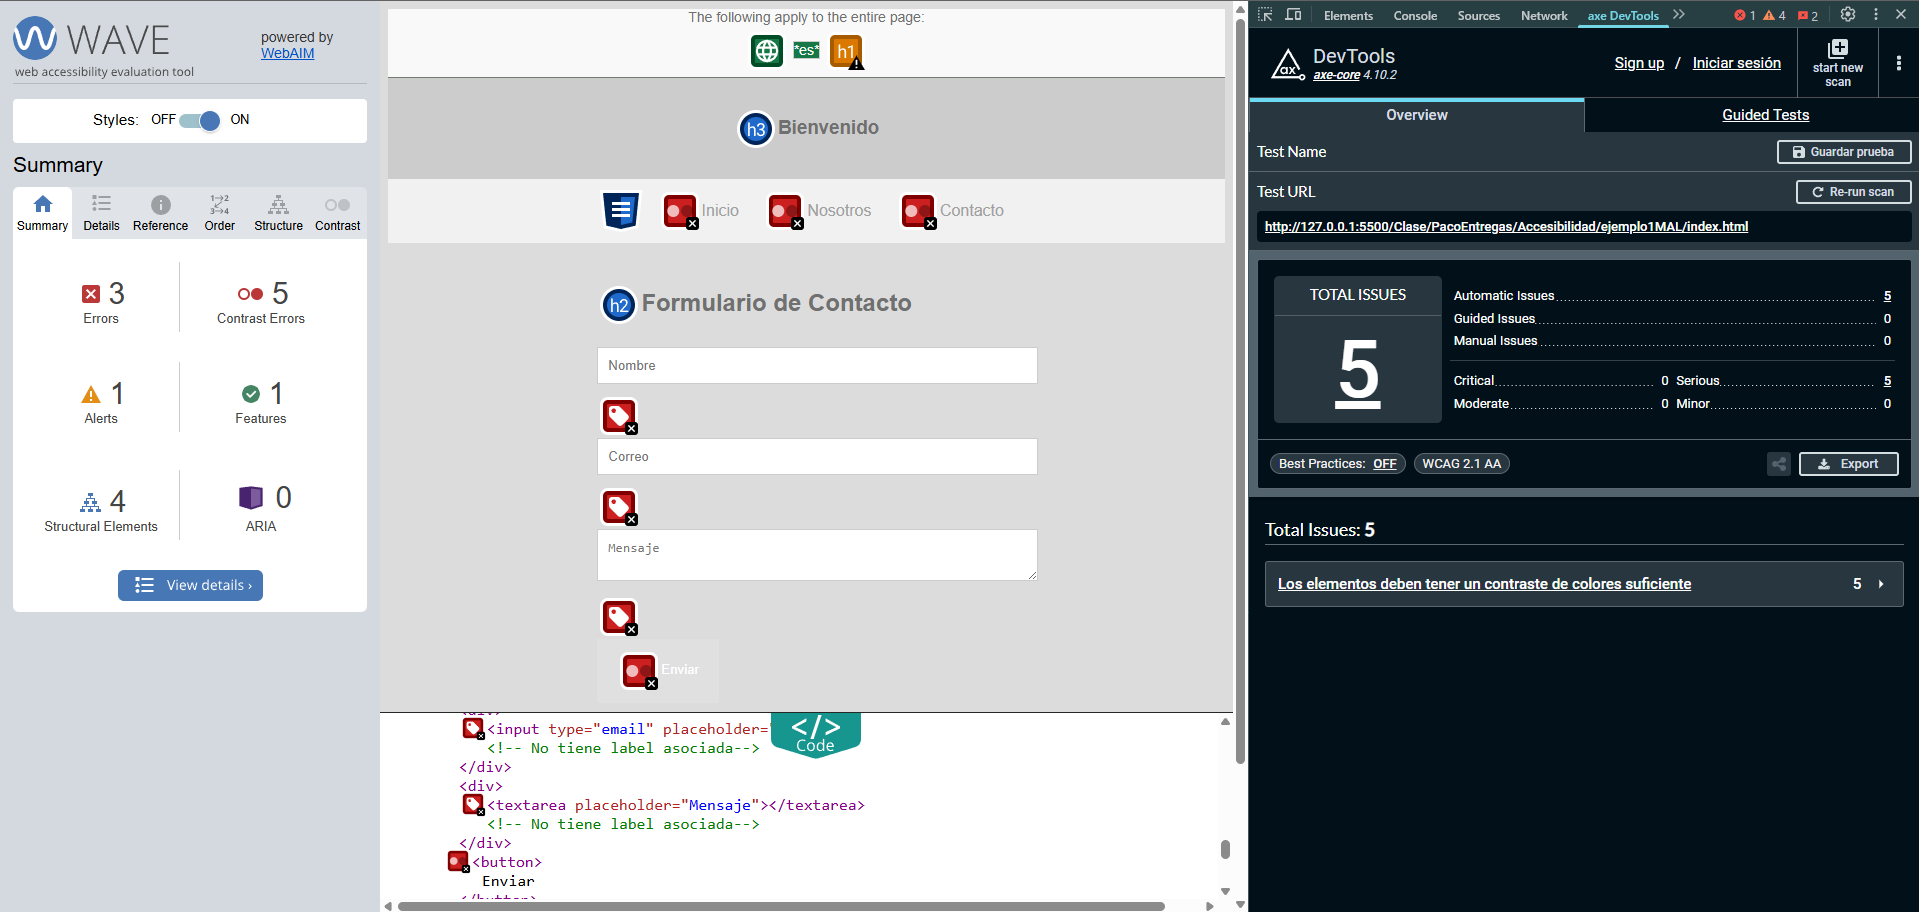 WAVE
web accessibility evaluation tool
powered by
WebAIM
Styles: OFF ON
Summary
Summary Details Reference Order Structure Contrast
3
Errors
5
Contrast Errors
1
Alerts
1
Features
4
Structural Elements
0
ARIA
View details ›
The following apply to the entire page:
*es* h1
h3 Bienvenido
Inicio Nosotros Contacto
h2 Formulario de Contacto
Nombre
Correo
Mensaje
Enviar
<input type="email" placeholder="
<!-- No tiene label asociada-->
</div>
<div>
<textarea placeholder="Mensaje"></textarea>
<!-- No tiene label asociada-->
</div>
<button>
Enviar
</button>
</> Code
Elements Console Sources Network axe DevTools 1 4 2
ax DevTools
axe-core 4.10.2
Sign up / Iniciar sesión
start new
scan
Overview Guided Tests
Test Name Guardar prueba
Test URL Re-run scan
http://127.0.0.1:5500/Clase/PacoEntregas/Accesibilidad/ejemplo1MAL/index.html
TOTAL ISSUES
5
Automatic Issues 5
Guided Issues 0
Manual Issues 0
Critical 0 Serious 5
Moderate 0 Minor 0
Best Practices: OFF WCAG 2.1 AA Export
Total Issues: 5
Los elementos deben tener un contraste de colores suficiente 5